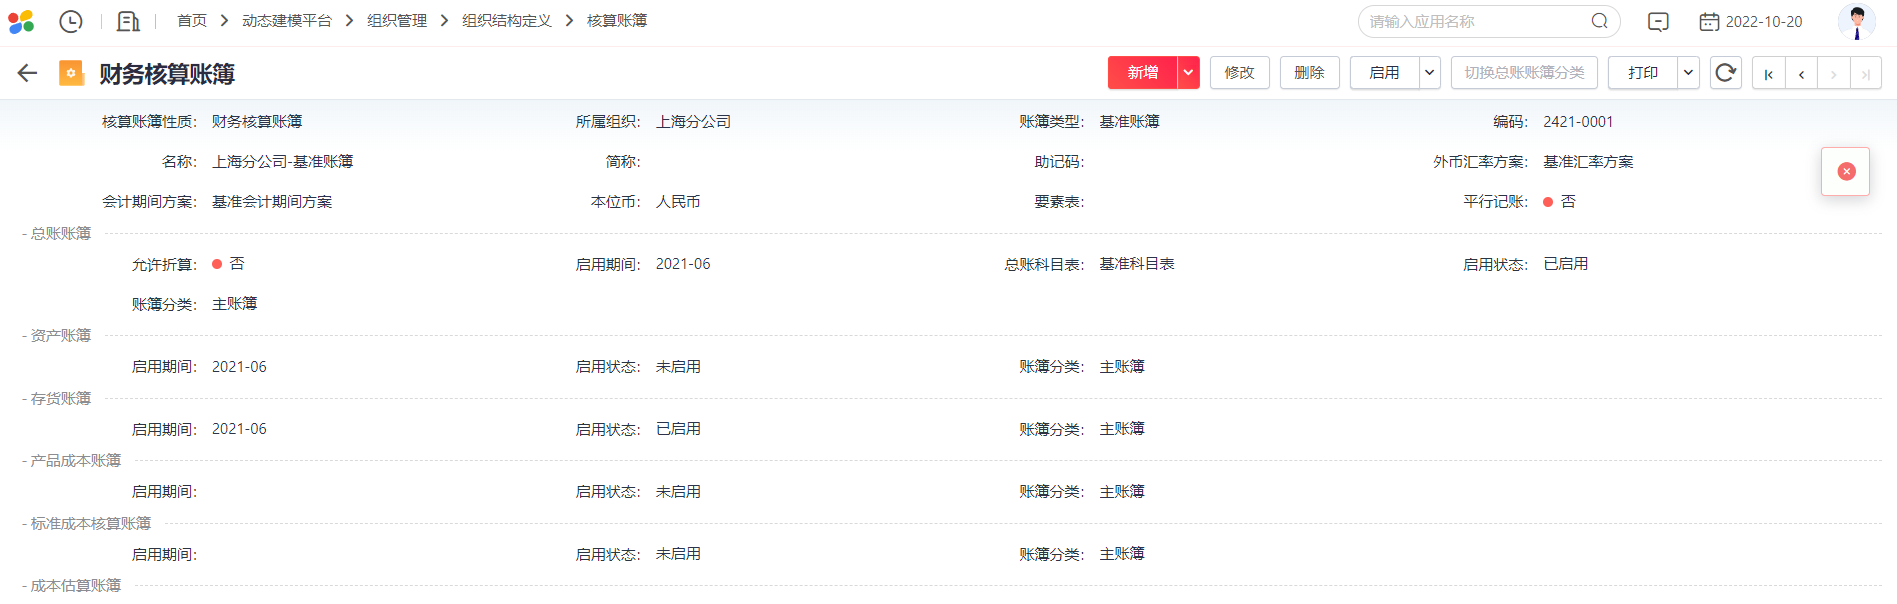 首页 动态建模平台 组织管理 组织结构定义 核算账簿 请输入应用名称 2022-10-20
财务核算账簿 新增 修改 删除 启用 切换总账账簿分类 打印
核算账簿性质: 财务核算账簿 所属组织: 上海分公司 账簿类型: 基准账簿 编码: 2421-0001
名称: 上海分公司-基准账簿 简称: 助记码: 外币汇率方案: 基准汇率方案
会计期间方案: 基准会计期间方案 本位币: 人民币 要素表: 平行记账: 否
- 总账账簿
允许折算: 否 启用期间: 2021-06 总账科目表: 基准科目表 启用状态: 已启用
账簿分类: 主账簿
- 资产账簿
启用期间: 2021-06 启用状态: 未启用 账簿分类: 主账簿
- 存货账簿
启用期间: 2021-06 启用状态: 已启用 账簿分类: 主账簿
- 产品成本账簿
启用期间: 启用状态: 未启用 账簿分类: 主账簿
- 标准成本核算账簿
启用期间: 启用状态: 未启用 账簿分类: 主账簿
- 成本估算账簿